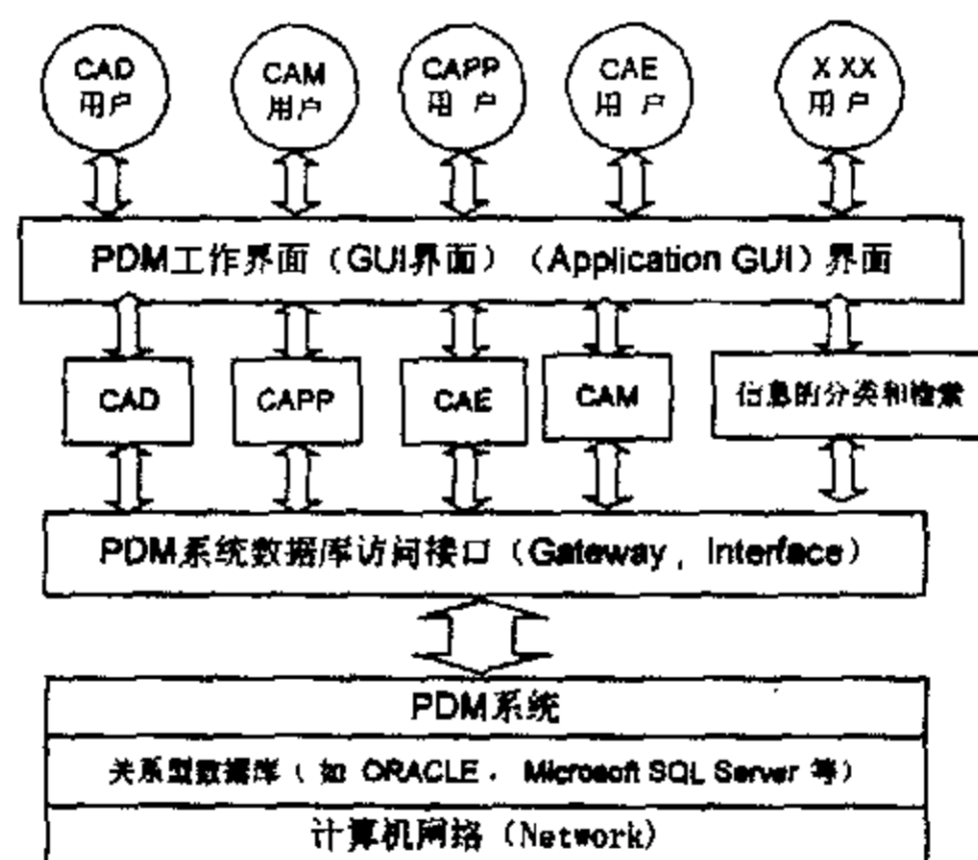 CAD
用户
CAM
用户
CAPP
用 户
CAE
用 户
X XX
用 户
PDM工作界面（GUI界面）（Application GUI）界面
CAD
CAPP
CAE
CAM
信息的分类和检索
PDM系统数据库访问接口（Gateway，Interface）
PDM系统
关系型数据库（如 ORACLE，Microsoft SQL Server 等）
计算机网络（Network）